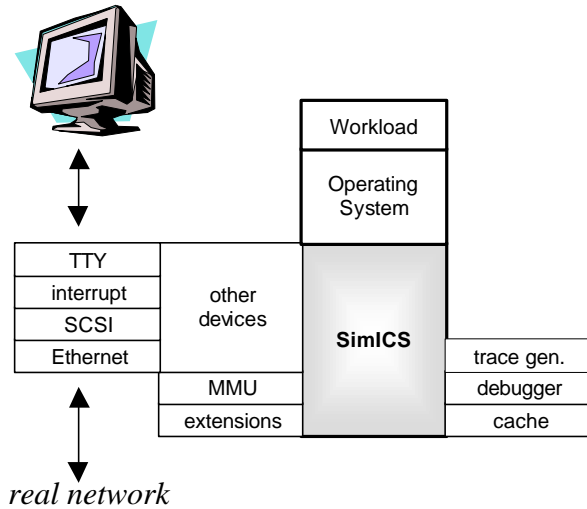 Workload
Operating
System
TTY
interrupt
SCSI
Ethernet
other
devices
MMU
extensions
SimICS
trace gen.
debugger
cache
real network